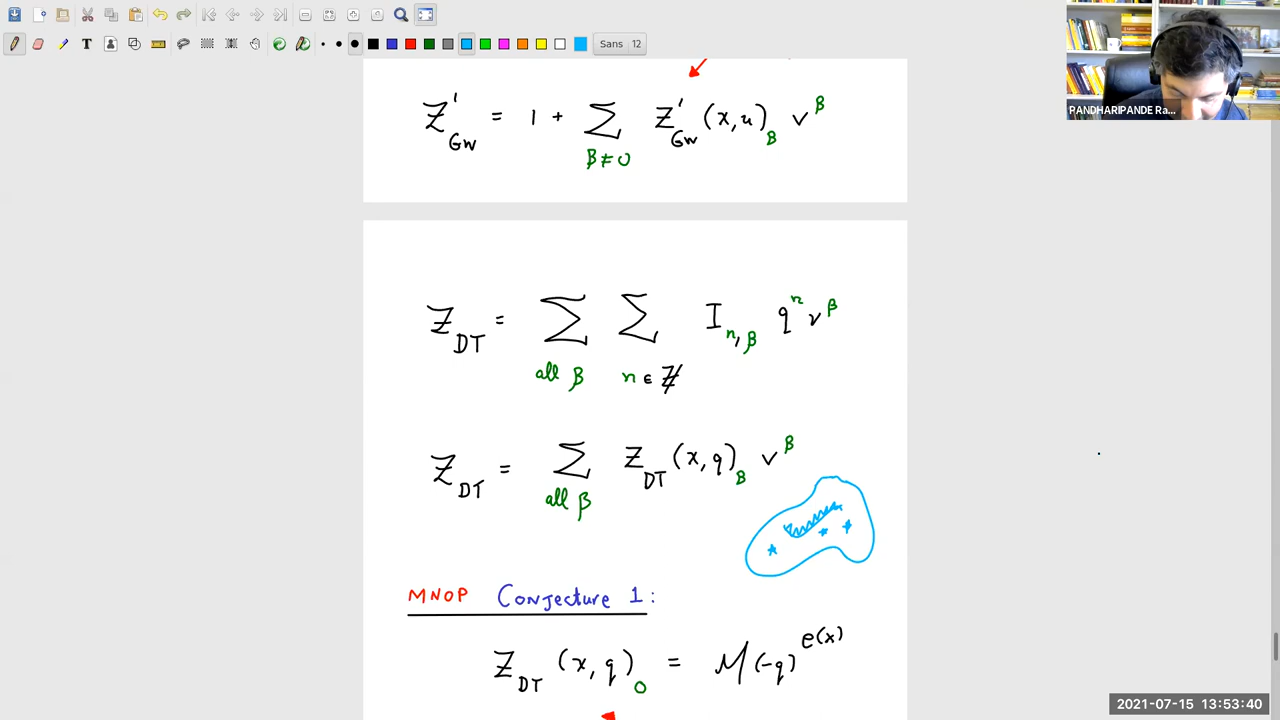 Sans 12
PANDHARIPANDE Ra...
Z'_GW = 1 + Σ_{β≠0} Z'_GW (x,u)_β v^β
Z_DT = Σ_{all β} Σ_{n∈ℤ} I_{n,β} q^n v^β
Z_DT = Σ_{all β} Z_DT (x,q)_β v^β
MNOP Conjecture 1:
Z_DT (x,q)_0 = M(-q)^{e(x)}
2021-07-15 13:53:40